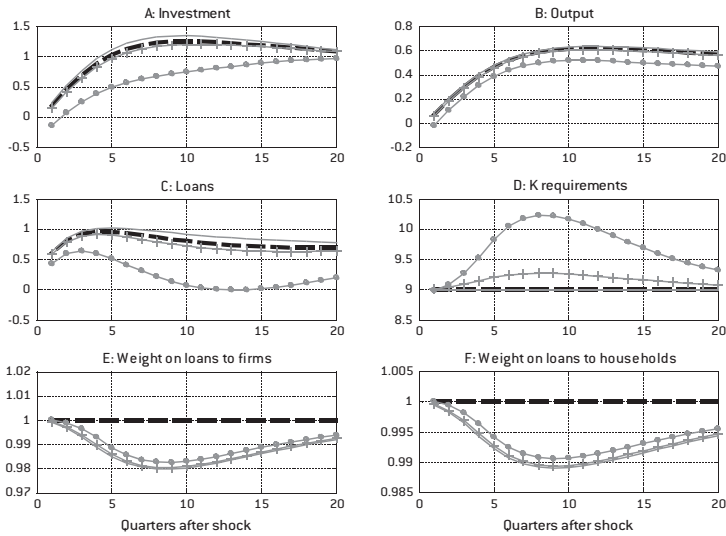 A: Investment
1.5
1
0.5
0
-0.5
0 5 10 15 20
B: Output
0.8
0.6
0.4
0.2
0
-0.2
0 5 10 15 20
C: Loans
1.5
1
0.5
0
-0.5
0 5 10 15 20
D: K requirements
10.5
10
9.5
9
8.5
0 5 10 15 20
E: Weight on loans to firms
1.02
1.01
1
0.99
0.98
0.97
0 5 10 15 20
Quarters after shock
F: Weight on loans to households
1.005
1
0.995
0.99
0.985
0 5 10 15 20
Quarters after shock